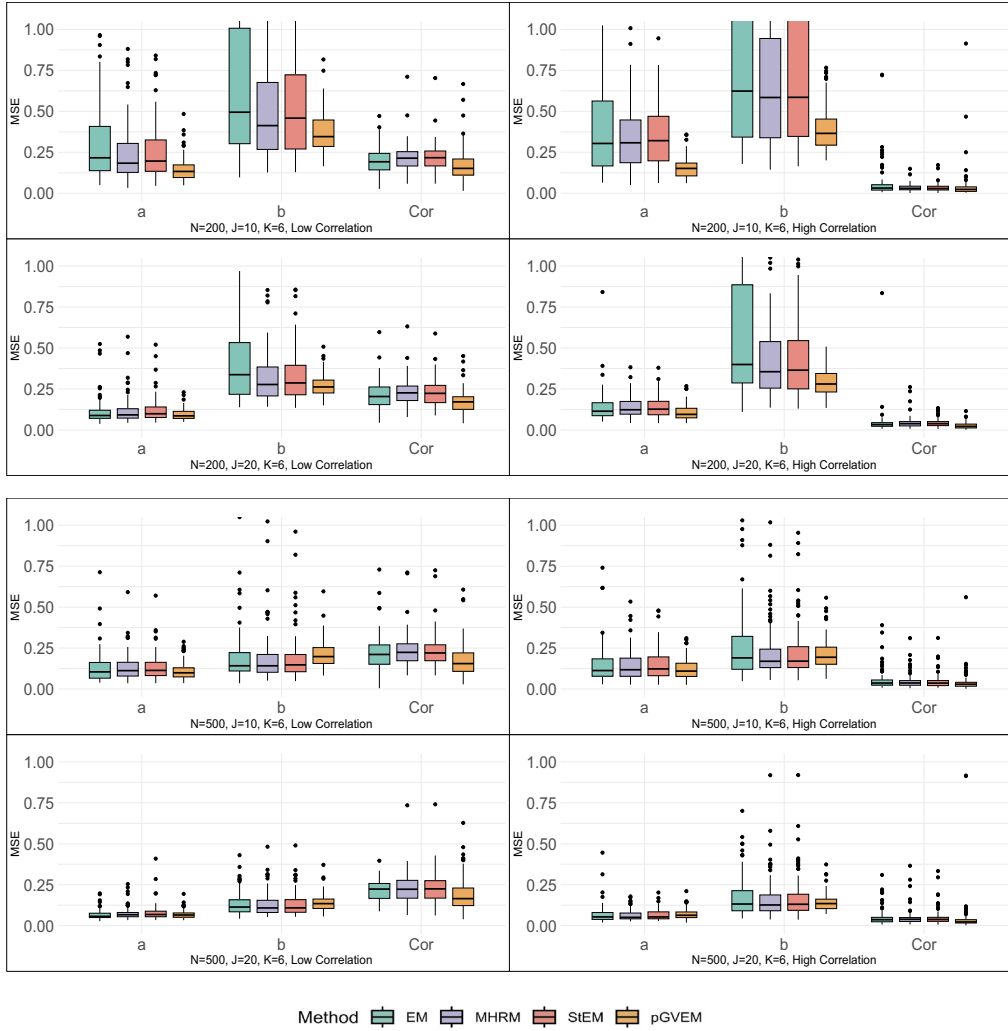 MSE
1.00
0.75
0.50
0.25
0.00
a
b
Cor
N=200, J=10, K=6, Low Correlation
MSE
1.00
0.75
0.50
0.25
0.00
a
b
Cor
N=200, J=10, K=6, High Correlation
MSE
1.00
0.75
0.50
0.25
0.00
a
b
Cor
N=200, J=20, K=6, Low Correlation
MSE
1.00
0.75
0.50
0.25
0.00
a
b
Cor
N=200, J=20, K=6, High Correlation
MSE
1.00
0.75
0.50
0.25
0.00
a
b
Cor
N=500, J=10, K=6, Low Correlation
MSE
1.00
0.75
0.50
0.25
0.00
a
b
Cor
N=500, J=10, K=6, High Correlation
MSE
1.00
0.75
0.50
0.25
0.00
a
b
Cor
N=500, J=20, K=6, Low Correlation
MSE
1.00
0.75
0.50
0.25
0.00
a
b
Cor
N=500, J=20, K=6, High Correlation
Method EM MHRM StEM pGVEM